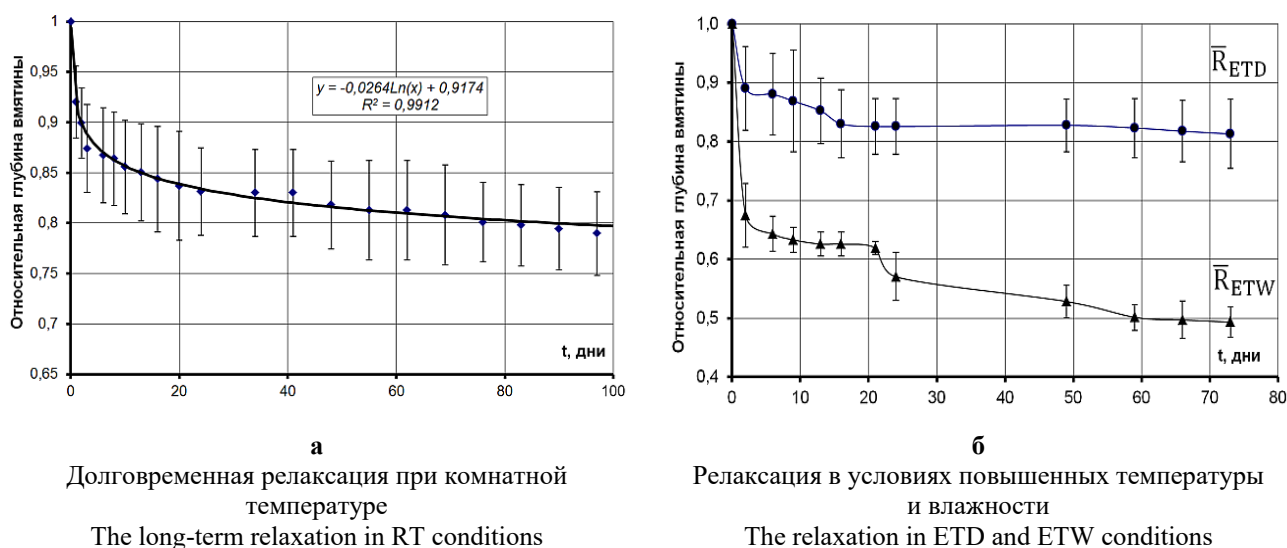 Относительная глубина вмятины
1
0,95
0,9
0,85
0,8
0,75
0,7
0,65
y = -0,0264Ln(x) + 0,9174
R² = 0,9912
t, дни
0 20 40 60 80 100
а
Долговременная релаксация при комнатной
температуре
The long-term relaxation in RT conditions
Относительная глубина вмятины
1,0
0,9
0,8
0,7
0,6
0,5
0,4
R̅ETD
R̅ETW
t, дни
0 10 20 30 40 50 60 70 80
б
Релаксация в условиях повышенных температуры
и влажности
The relaxation in ETD and ETW conditions